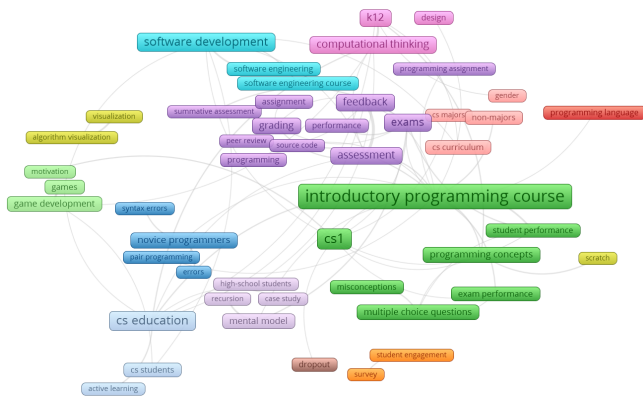 k12
design
software development
computational thinking
software engineering
programming assignment
software engineering course
gender
assignment
feedback
visualization
summative assessment
cs majors
programming language
non-majors
grading
performance
exams
algorithm visualization
peer review
source code
cs curriculum
programming
assessment
motivation
games
introductory programming course
game development
syntax errors
student performance
novice programmers
cs1
programming concepts
pair programming
scratch
errors
high-school students
misconceptions
exam performance
recursion
case study
multiple choice questions
cs education
mental model
student engagement
dropout
cs students
survey
active learning